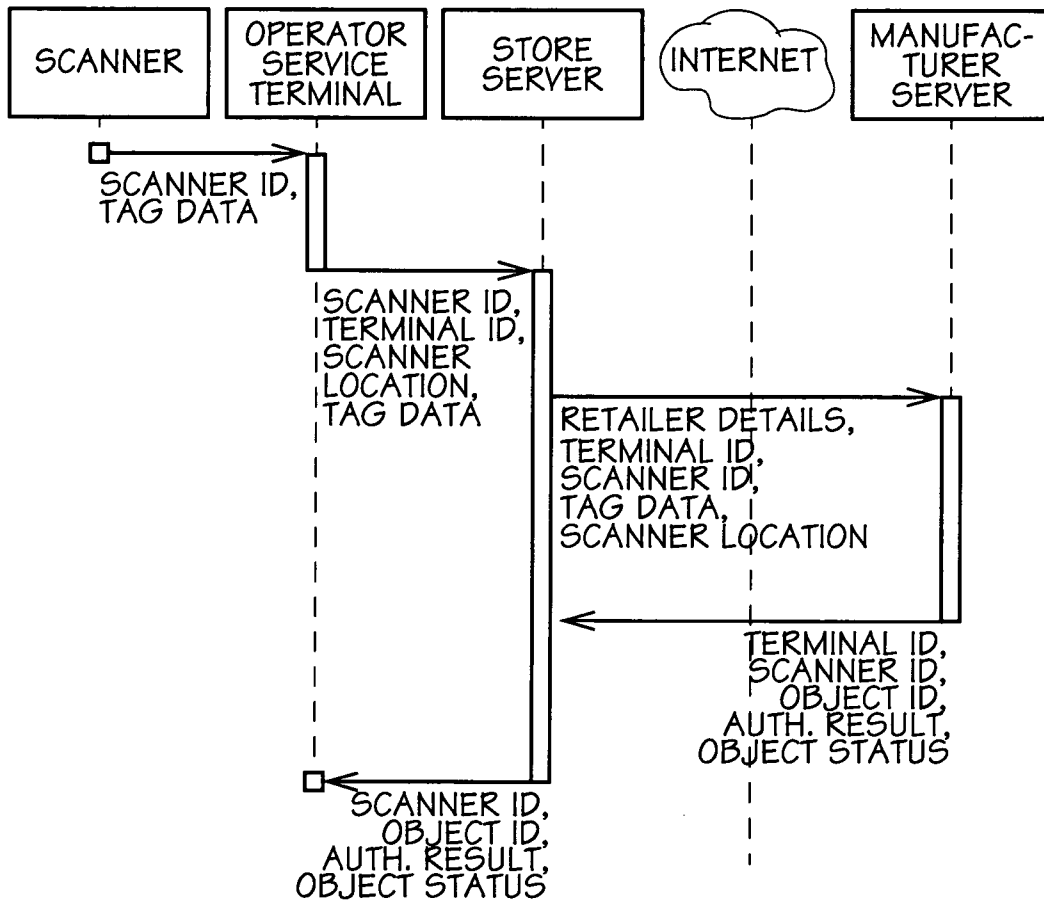 SCANNER
OPERATOR
SERVICE
TERMINAL
STORE
SERVER
INTERNET
MANUFAC-
TURER
SERVER
SCANNER ID,
TAG DATA
SCANNER ID,
TERMINAL ID,
SCANNER
LOCATION,
TAG DATA
RETAILER DETAILS,
TERMINAL ID,
SCANNER ID,
TAG DATA,
SCANNER LOCATION
TERMINAL ID,
SCANNER ID,
OBJECT ID,
AUTH. RESULT,
OBJECT STATUS
SCANNER ID,
OBJECT ID,
AUTH. RESULT,
OBJECT STATUS